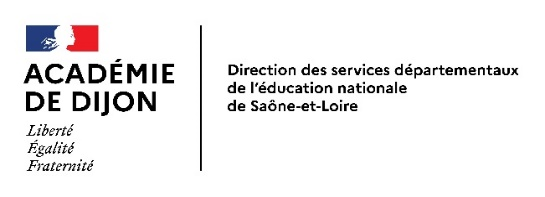 ACADÉMIE
DE DIJON
Liberté
Égalité
Fraternité
Direction des services départementaux
de l'éducation nationale
de Saône-et-Loire